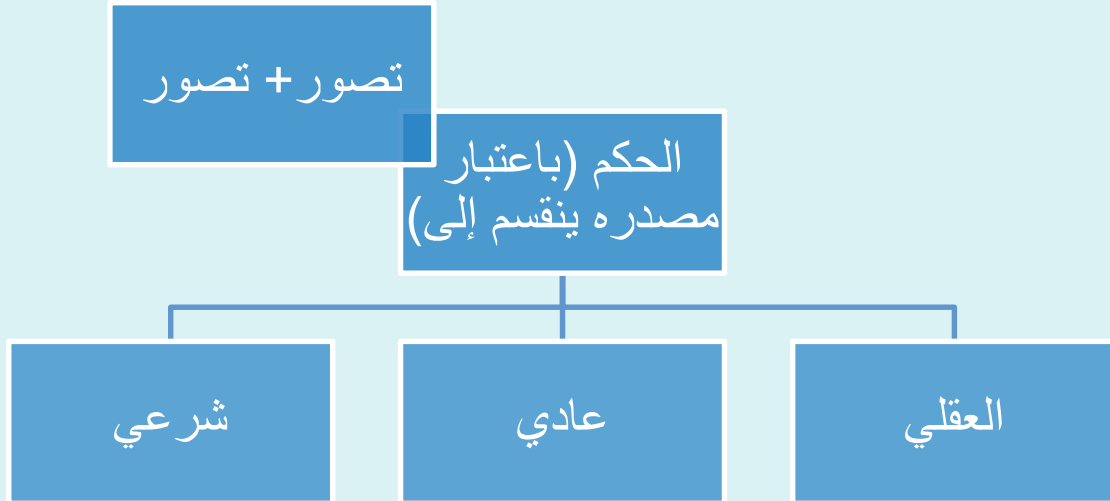 تصور+ تصور
الحكم (باعتبار
مصدره ينقسم إلى)
العقلي
عادي
شرعي